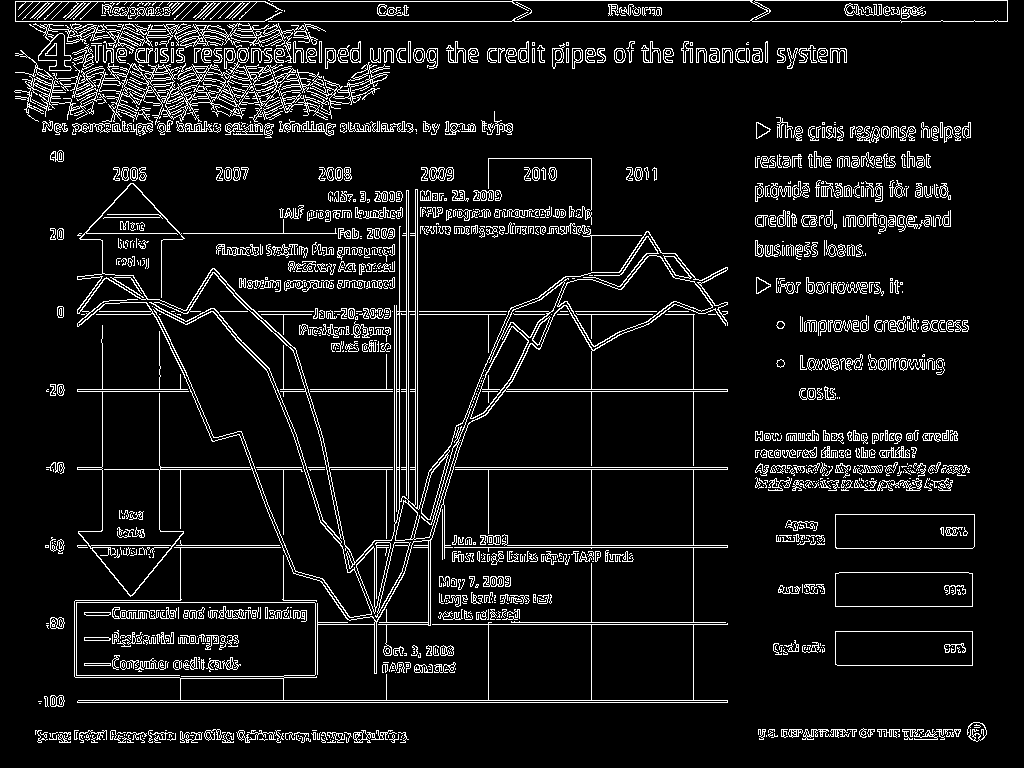 Response Cost Reform Challenges
4 The crisis response helped unclog the credit pipes of the financial system
Net percentage of banks easing lending standards, by loan type
The crisis response helped
restart the markets that
provide financing for auto,
credit card, mortgage, and
business loans.
For borrowers, it:
Improved credit access
Lowered borrowing
costs.
How much has the price of credit
recovered since the crisis?
As measured by the return of yields of asset-
backed securities to their pre-crisis levels
Agency
mortgages
100%
Auto
99%
Credit cards
99%
40
20
0
-20
-40
-60
-80
-100
2006 2007 2008 2009 2010 2011
More
banks
easing
More
banks
tightening
Mar. 3, 2009
TALF program launched
Feb. 2009
Financial Stability Plan announced
Recovery Act passed
Housing programs announced
Jan. 20, 2009
President Obama
takes office
Mar. 23, 2009
PPIP program announced to help
revive mortgage finance markets
Jun. 2009
First large banks repay TARP funds
May 7, 2009
Large bank stress test
results released
Oct. 3, 2008
TARP enacted
Commercial and industrial lending
Residential mortgages
Consumer credit cards
Source: Federal Reserve Senior Loan Officer Opinion Survey, Treasury calculations.
U.S. DEPARTMENT OF THE TREASURY